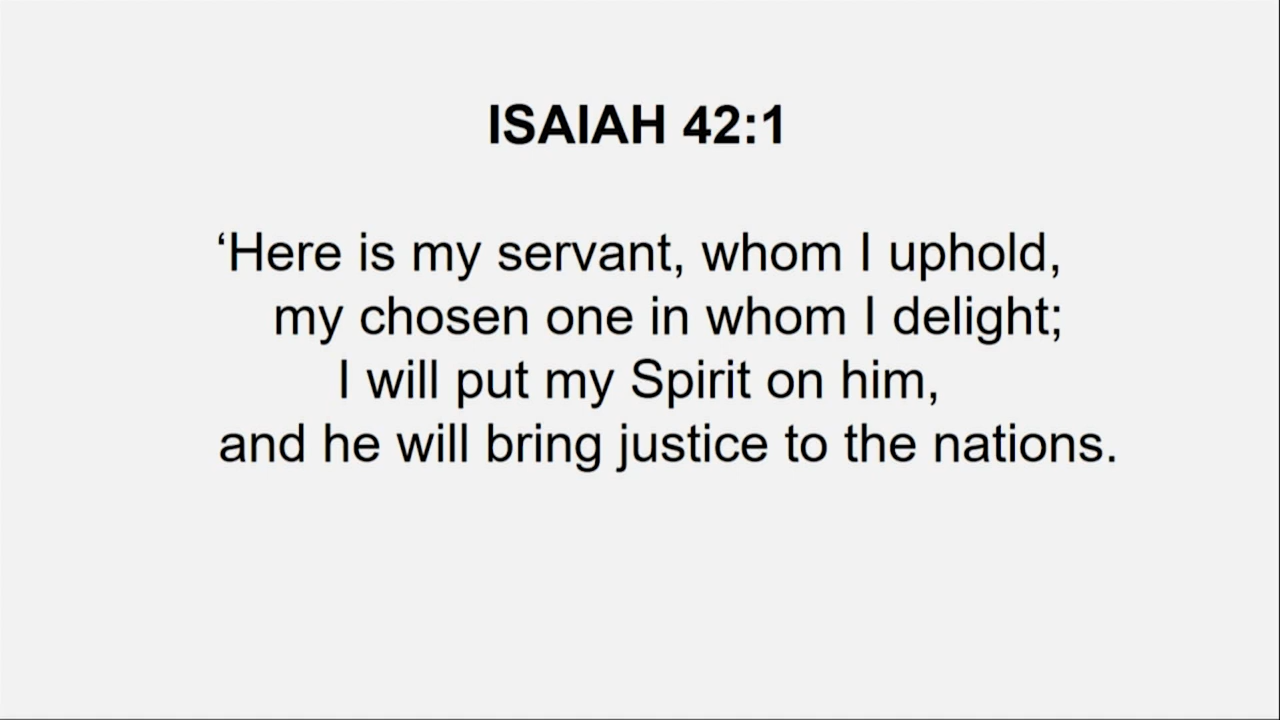 ISAIAH 42:1
‘Here is my servant, whom I uphold,
my chosen one in whom I delight;
I will put my Spirit on him,
and he will bring justice to the nations.